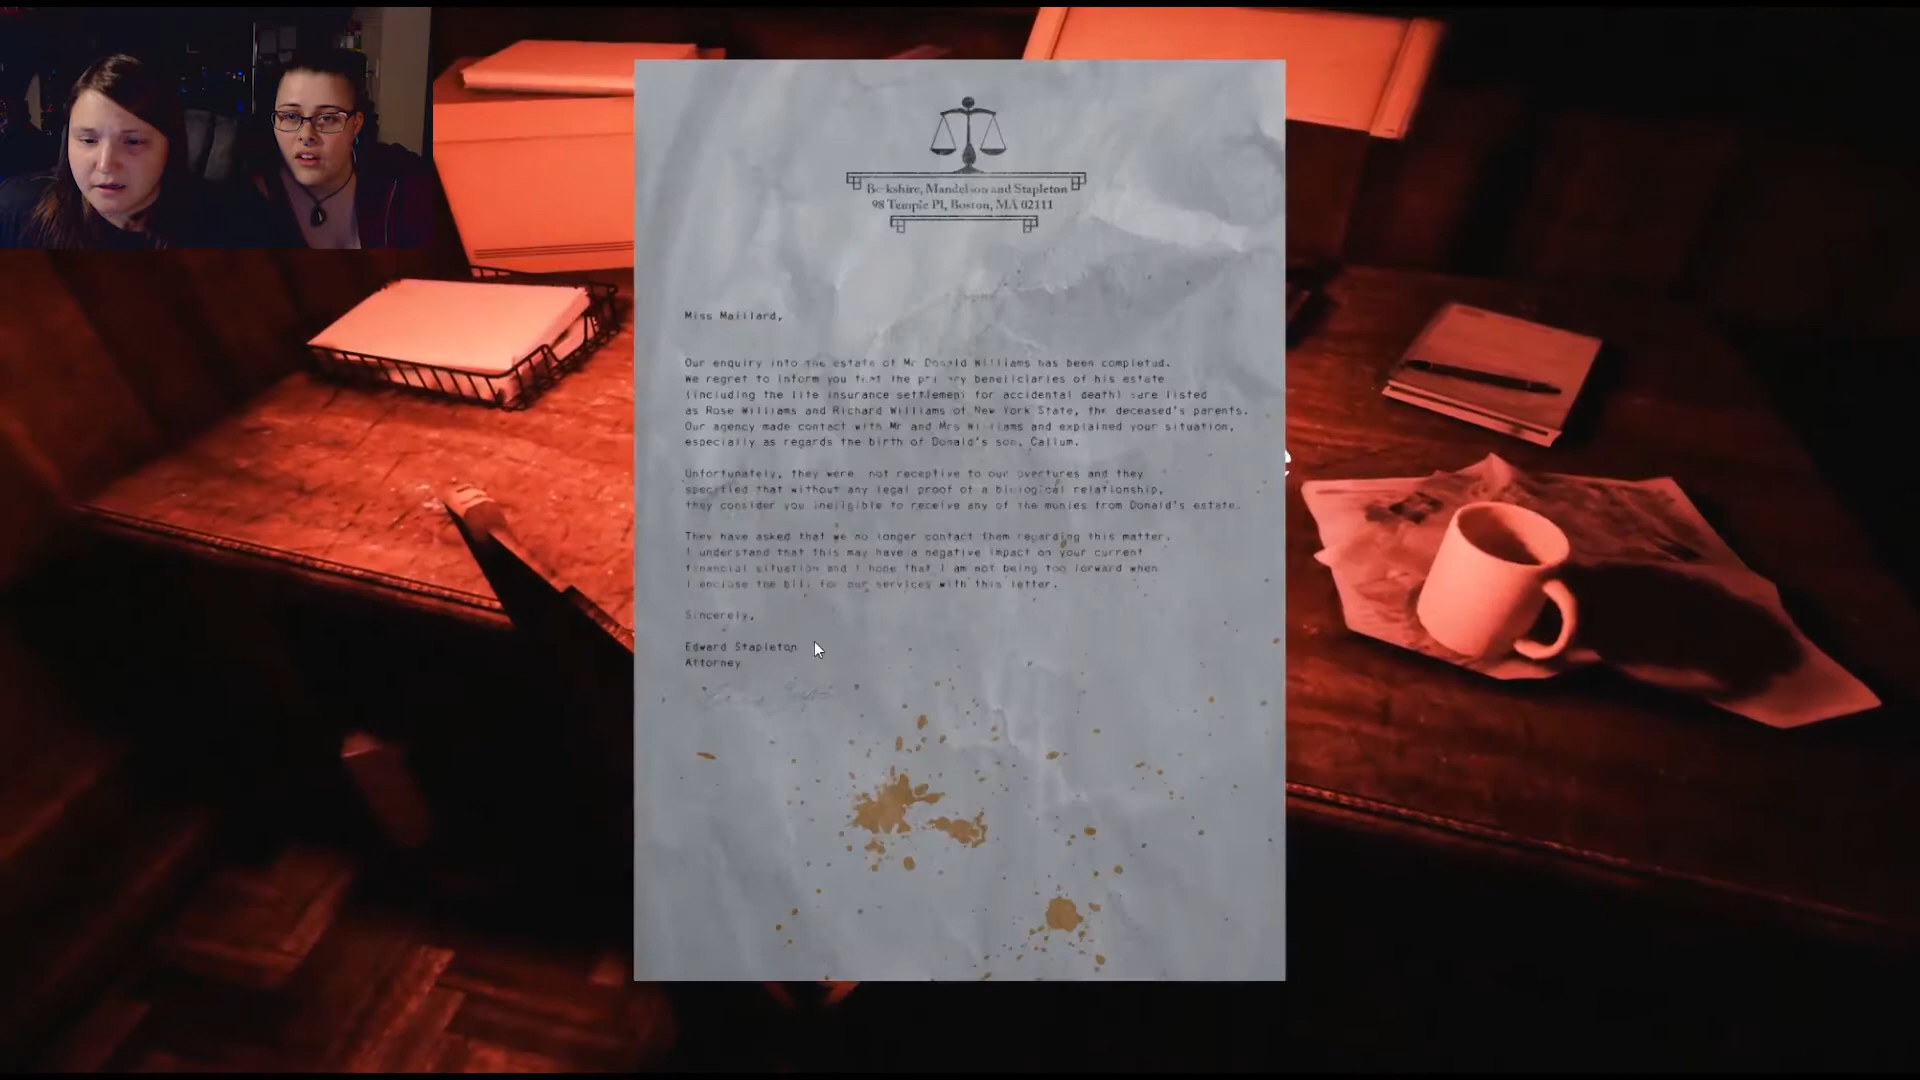 Berkshire, Mandelson and Stapleton
98 Temple Pl, Boston, MA 02111
Miss Maillard,
Our enquiry into the estate of Mr Donald Williams has been completed.
We regret to inform you that the primary beneficiaries of his estate
(including the life insurance settlement for accidental death) are listed
as Rose Williams and Richard Williams of New York State, the deceased's parents.
Our agency made contact with Mr and Mrs Williams and explained your situation,
especially as regards the birth of Donald's son, Callum.
Unfortunately, they were not receptive to our overtures and they
specified that without any legal proof of a biological relationship,
they consider you ineligible to receive any of the monies from Donald's estate.
They have asked that we no longer contact them regarding this matter.
I understand that this may have a negative impact on your current
financial situation and I hope that I am not being too forward when
I enclose the bill for our services with this letter.
Sincerely,
Edward Stapleton
Attorney